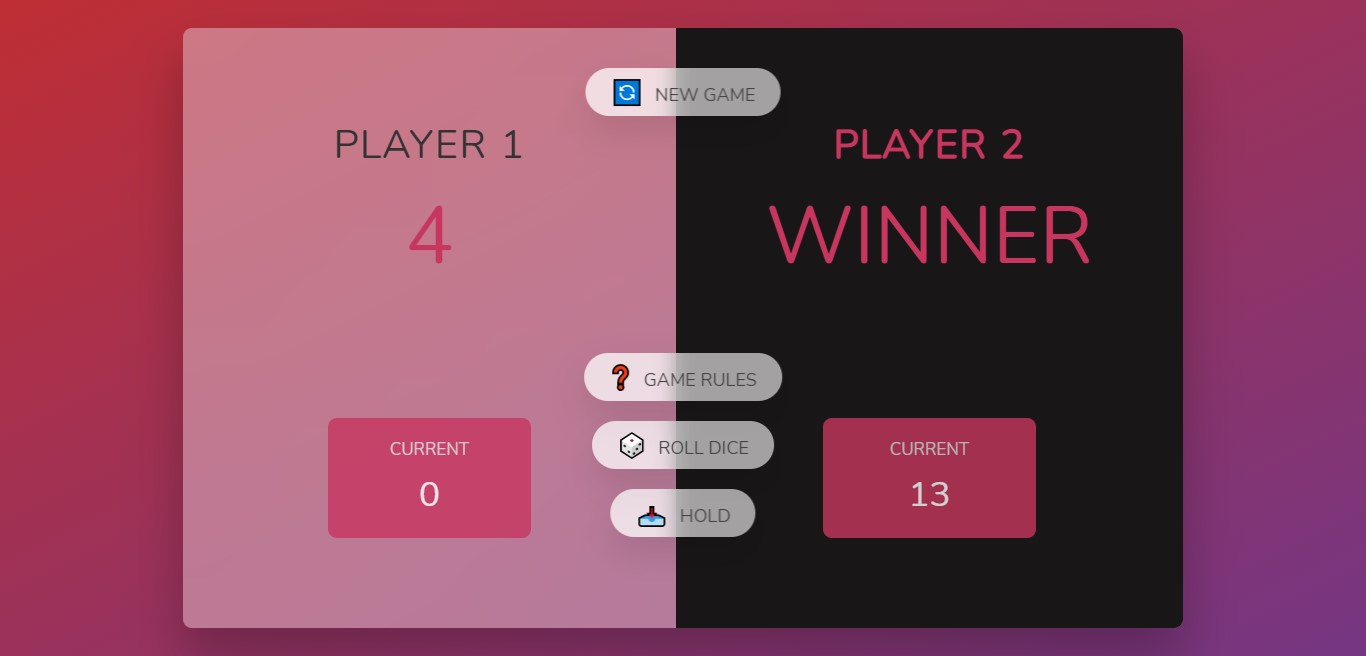 NEW GAME
PLAYER 1
4
PLAYER 2
WINNER
GAME RULES
ROLL DICE
HOLD
CURRENT
0
CURRENT
13